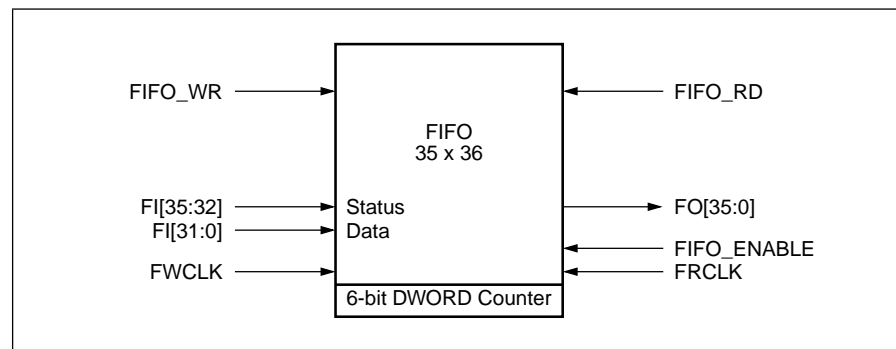 FIFO_WR
FIFO_RD
FIFO
35 x 36
FI[35:32]
Status
FO[35:0]
FI[31:0]
Data
FIFO_ENABLE
FWCLK
FRCLK
6-bit DWORD Counter